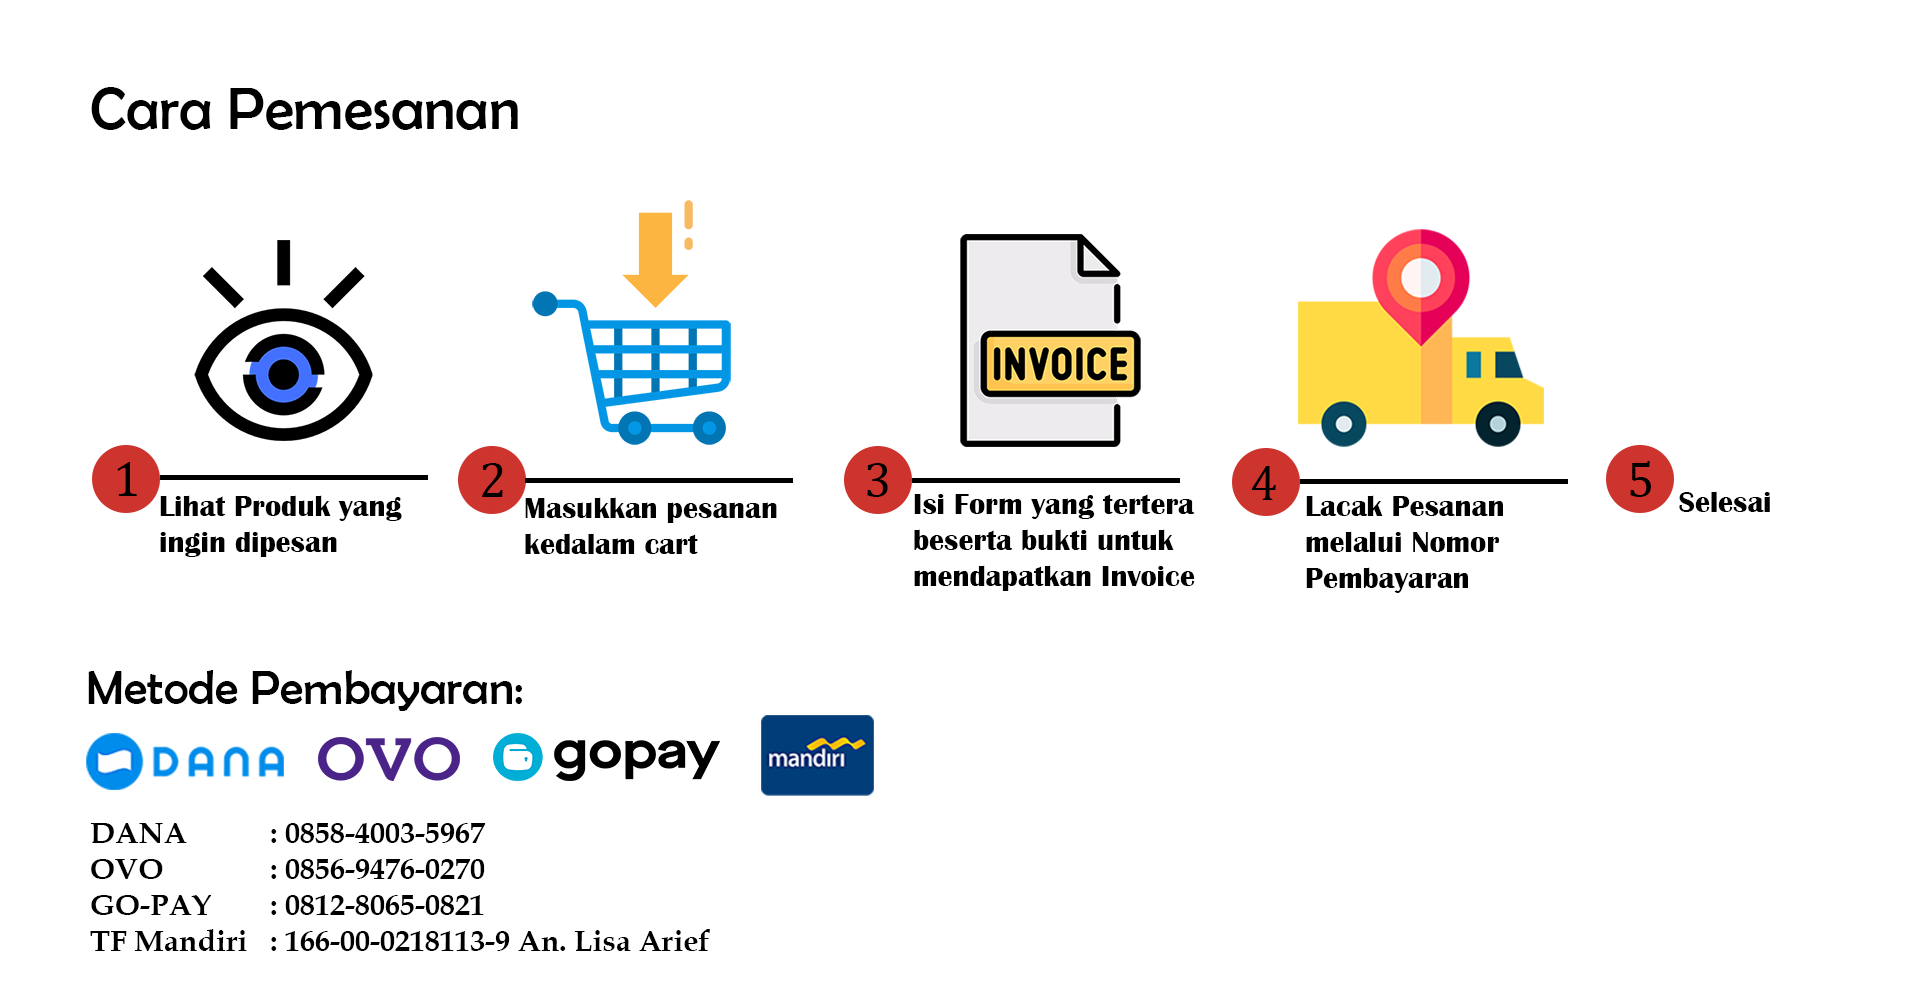 Cara Pemesanan
INVOICE
1
Lihat Produk yang
ingin dipesan
2
Masukkan pesanan
kedalam cart
3
Isi Form yang tertera
beserta bukti untuk
mendapatkan Invoice
4
Lacak Pesanan
melalui Nomor
Pembayaran
5
Selesai
Metode Pembayaran:
DANA
OVO
gopay
mandiri
DANA : 0858-4003-5967
OVO : 0856-9476-0270
GO-PAY : 0812-8065-0821
TF Mandiri : 166-00-0218113-9 An. Lisa Arief